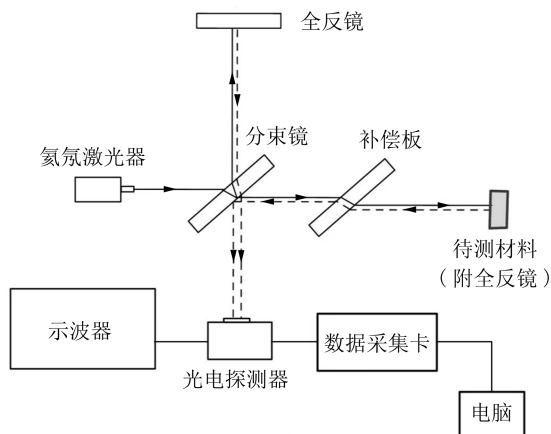 全反镜
分束镜
补偿板
氦氖激光器
待测材料
（附全反镜）
示波器
光电探测器
数据采集卡
电脑